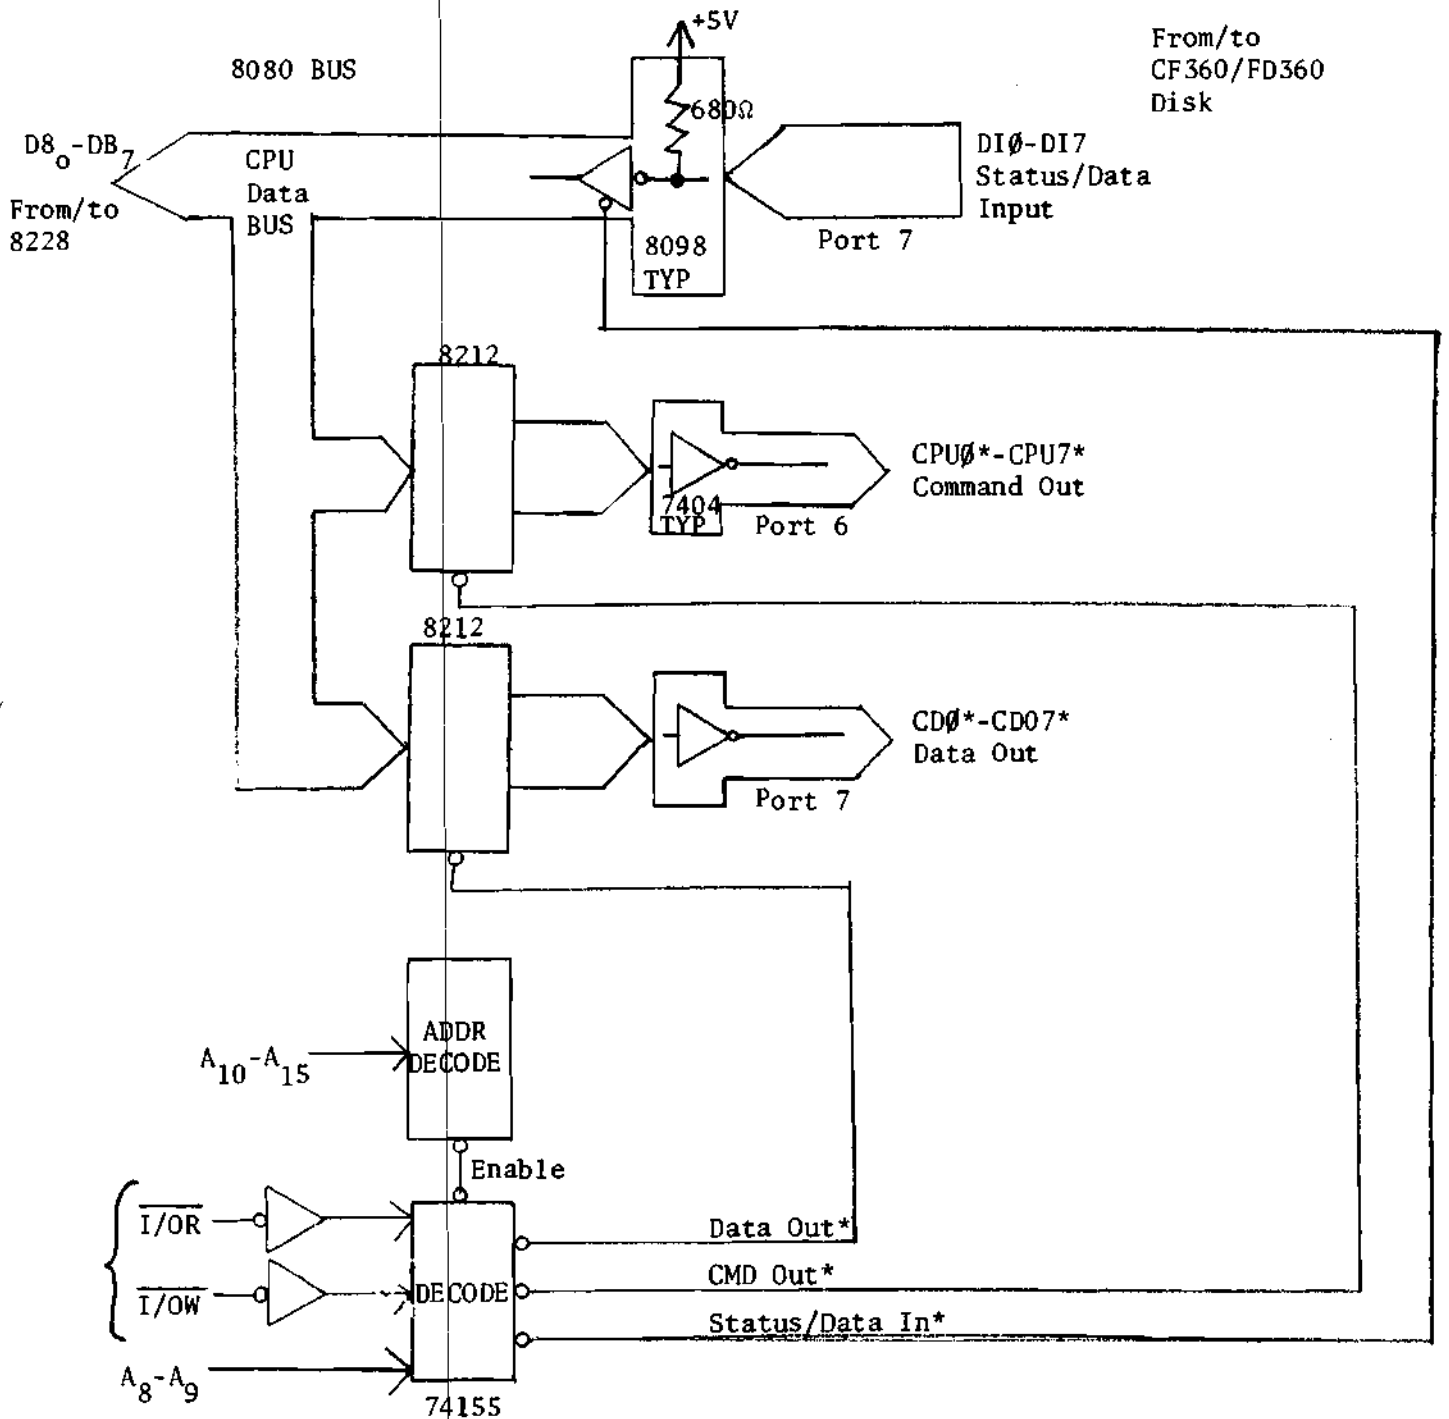 +5V
8080 BUS
From/to
CF360/FD360
Disk
680Ω
D8o-DB7
CPU
Data
BUS
From/to
8228
DIØ-DI7
Status/Data
Input
Port 7
8098
TYP
8212
CPUØ*-CPU7*
Command Out
7404
TYP
Port 6
8212
CDØ*-CD07*
Data Out
Port 7
ADDR
DECODE
A10-A15
Enable
I/OR
Data Out*
CMD Out*
I/OW
DECODE
Status/Data In*
A8-A9
74155